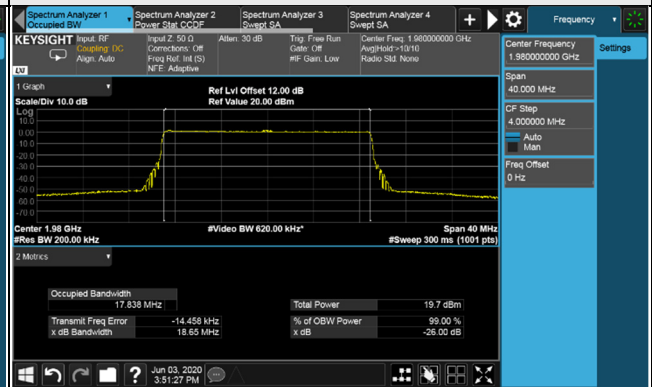 Spectrum Analyzer 1
Occupied BW
Spectrum Analyzer 2
Power Stat CCDF
Spectrum Analyzer 3
Swept SA
Spectrum Analyzer 4
Swept SA
+
Frequency
KEYSIGHT
Input: RF
Coupling: DC
Align: Auto
Input Z: 50 Ω
Corrections: Off
Freq Ref: Int (S)
NFE: Adaptive
Atten: 30 dB
Trig: Free Run
Gate: Off
#IF Gain: Low
Center Freq: 1.980000000 GHz
Avg|Hold:>10/10
Radio Std: None
LXI
Center Frequency
1.980000000 GHz
Settings
Span
40.000 MHz
CF Step
4.000000 MHz
Auto
Man
Freq Offset
0 Hz
1 Graph
Scale/Div 10.0 dB
Ref Lvl Offset 12.00 dB
Ref Value 20.00 dBm
Log
10.0
0.00
-10.0
-20.0
-30.0
-40.0
-50.0
-60.0
-70.0
Center 1.98 GHz
#Video BW 620.00 kHz*
Span 40 MHz
#Res BW 200.00 kHz
#Sweep 300 ms (1001 pts)
2 Metrics
Occupied Bandwidth
17.838 MHz
Total Power
19.7 dBm
Transmit Freq Error
-14.458 kHz
% of OBW Power
99.00 %
x dB Bandwidth
18.65 MHz
x dB
-26.00 dB
?
Jun 03, 2020
3:51:27 PM